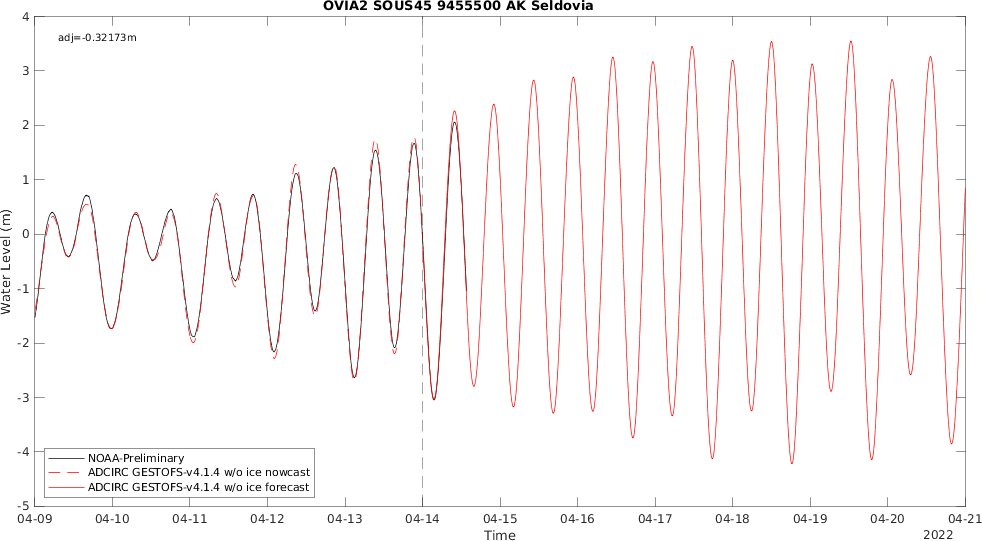 OVIA2 SOUS45 9455500 AK Seldovia
adj=-0.32173m
4
3
2
1
0
-1
-2
-3
-4
-5
Water Level (m)
NOAA-Preliminary
ADCIRC GESTOFS-v4.1.4 w/o ice nowcast
ADCIRC GESTOFS-v4.1.4 w/o ice forecast
04-09 04-10 04-11 04-12 04-13 04-14 04-15 04-16 04-17 04-18 04-19 04-20 04-21
Time
2022